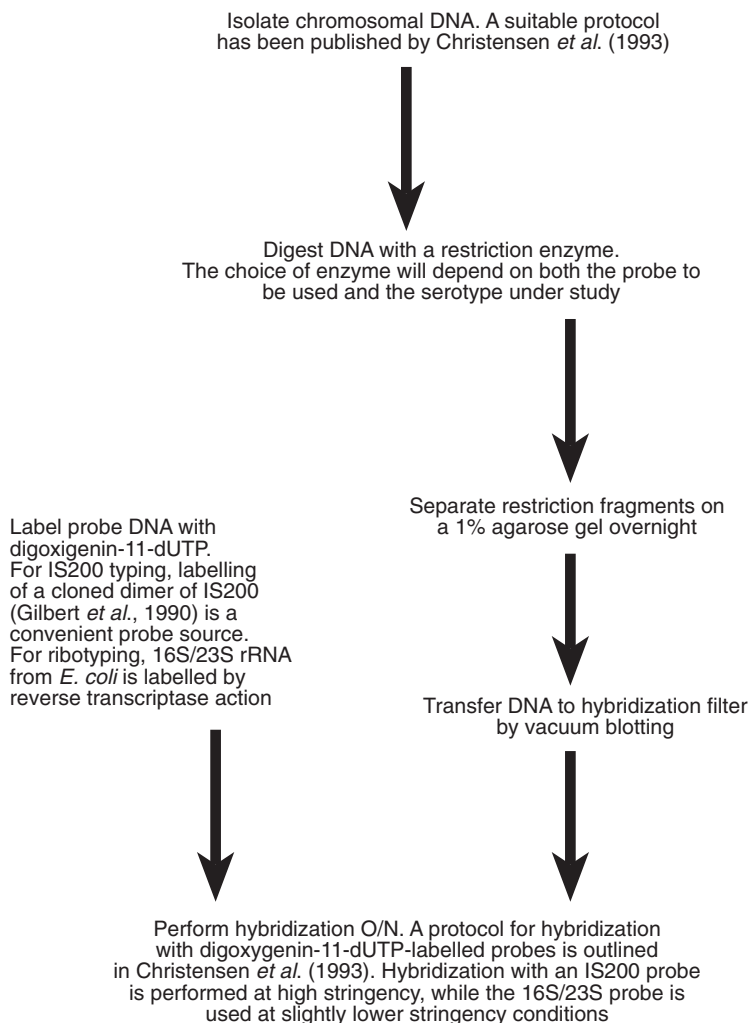 Isolate chromosomal DNA. A suitable protocol
has been published by Christensen et al. (1993)
Digest DNA with a restriction enzyme.
The choice of enzyme will depend on both the probe to
be used and the serotype under study
Separate restriction fragments on
a 1% agarose gel overnight
Label probe DNA with
digoxigenin-11-dUTP.
For IS200 typing, labelling
of a cloned dimer of IS200
(Gilbert et al., 1990) is a
convenient probe source.
For ribotyping, 16S/23S rRNA
from E. coli is labelled by
reverse transcriptase action
Transfer DNA to hybridization filter
by vacuum blotting
Perform hybridization O/N. A protocol for hybridization
with digoxygenin-11-dUTP-labelled probes is outlined
in Christensen et al. (1993). Hybridization with an IS200 probe
is performed at high stringency, while the 16S/23S probe is
used at slightly lower stringency conditions